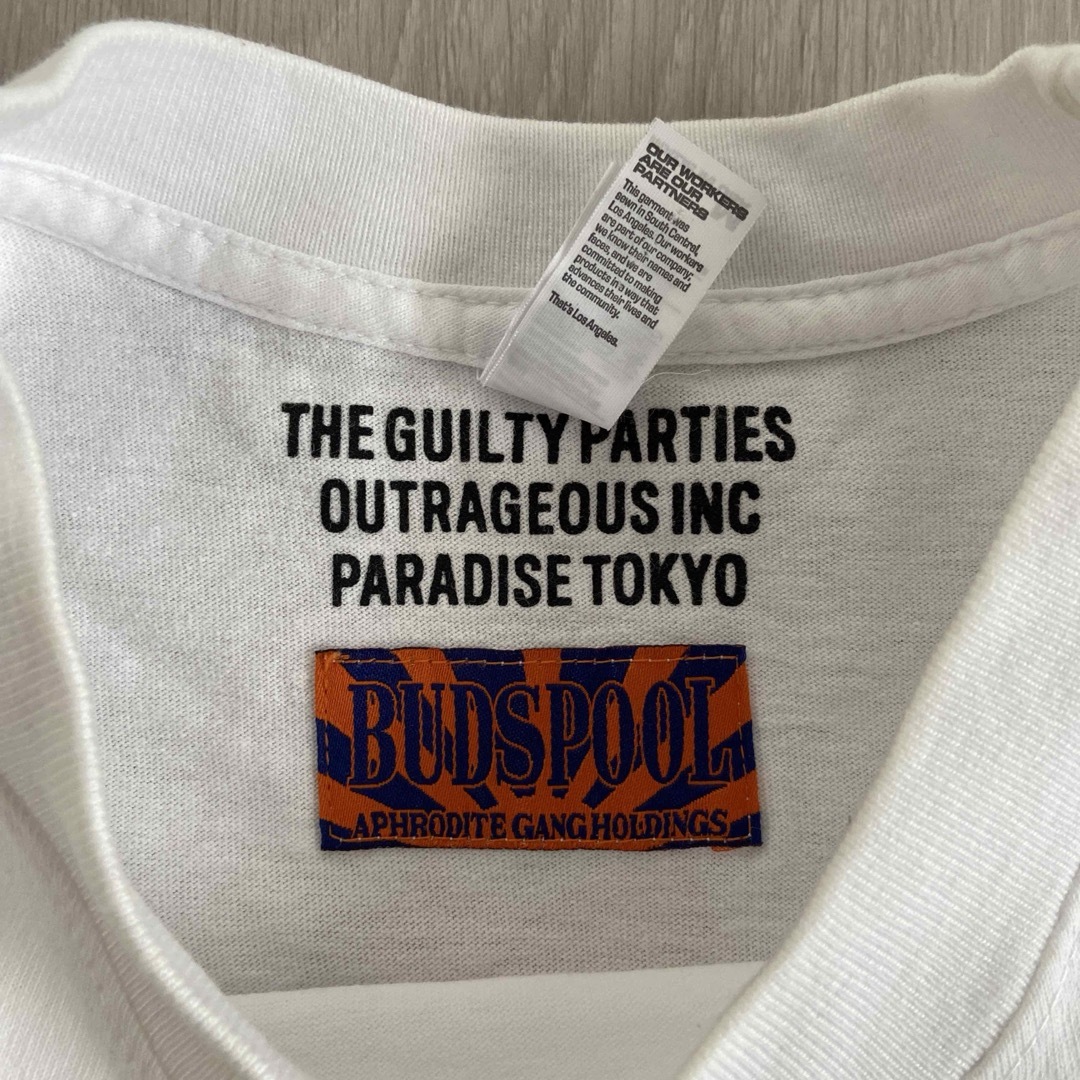 OUR WORKERS
ARE OUR
PARTNERS
This garment was
sewn in South Central,
Los Angeles. Our workers
are part of our company,
we know their names and
faces, and we are
committed to making
products in a way that
advances their lives and
the community.
That's Los Angeles.
THE GUILTY PARTIES
OUTRAGEOUS INC
PARADISE TOKYO
BUDSPOOL
APHRODITE GANG HOLDINGS